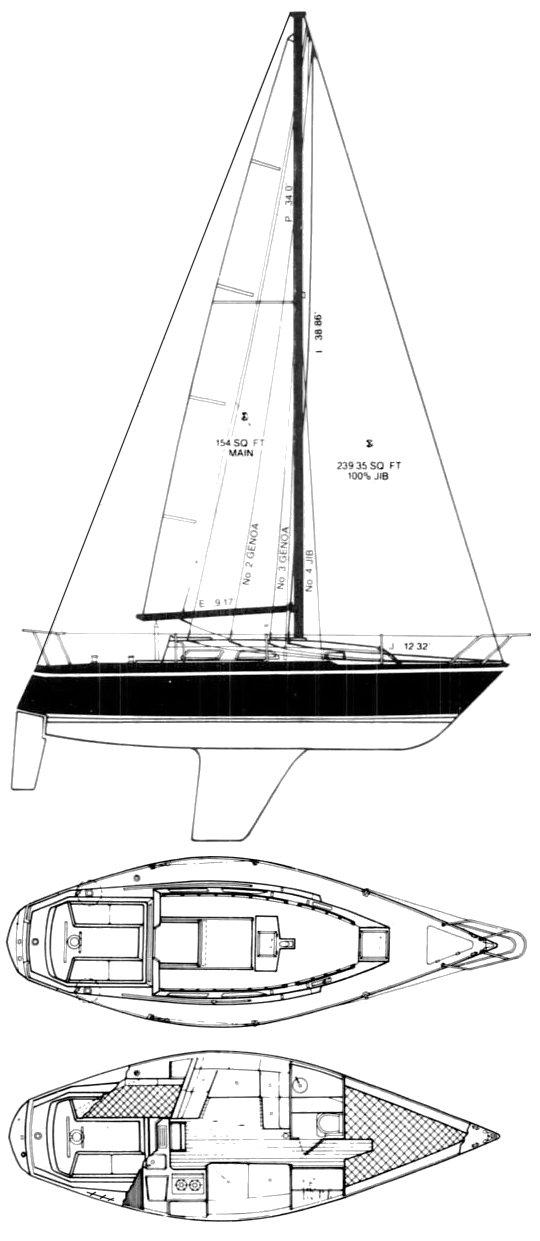 P 34 0'
I 38 86'
154 SQ FT
MAIN
239 35 SQ FT
100% JIB
No 2 GENOA
No 3 GENOA
No 4 JIB
E 9 17'
J 12 32'